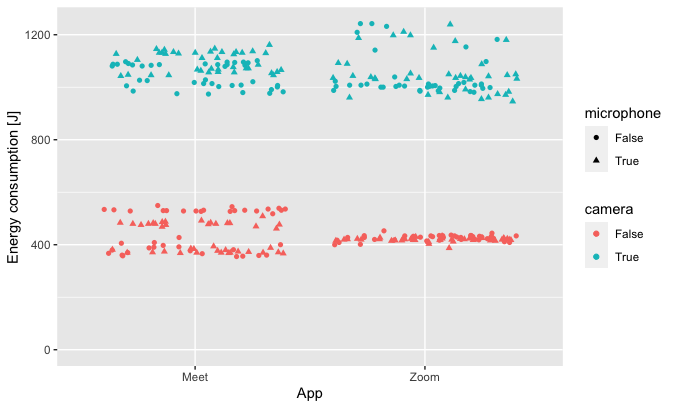 1200
800
400
0
Energy consumption [J]
Meet
Zoom
App
microphone
False
True
camera
False
True